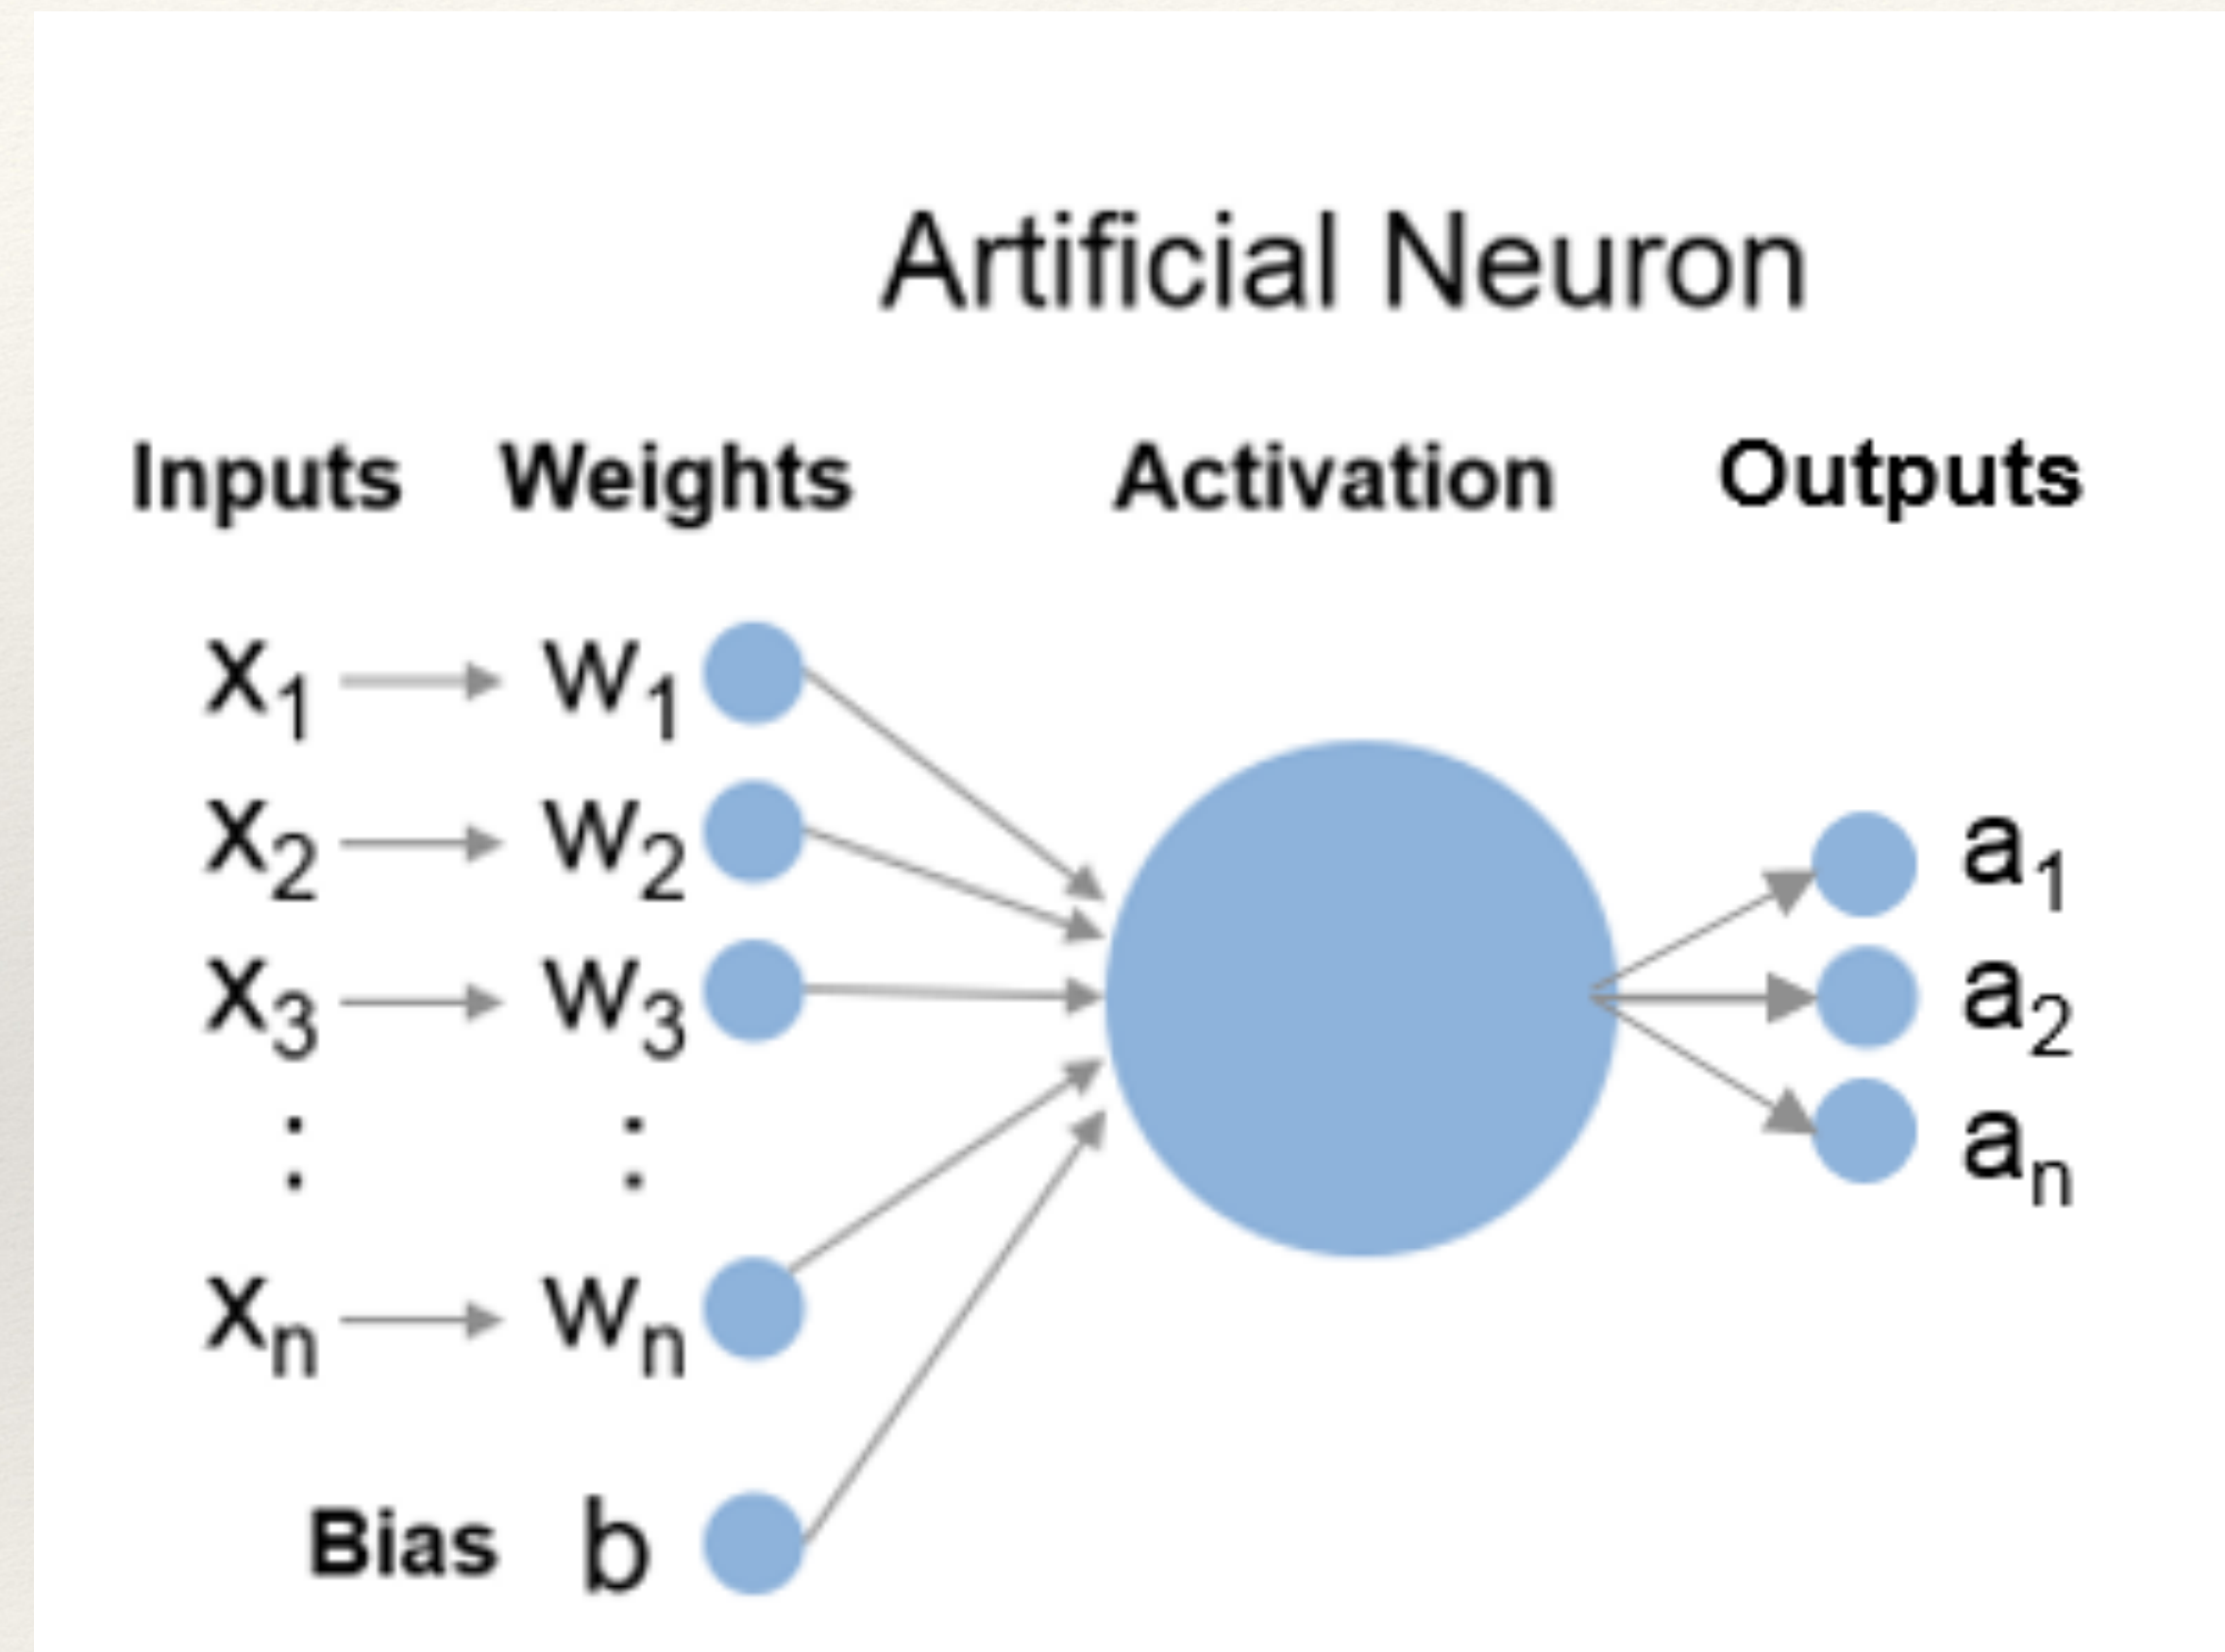 Artificial Neuron
Inputs Weights Activation Outputs
x1 w1
x2 w2
x3 w3
: :
xn wn
Bias b
a1
a2
an